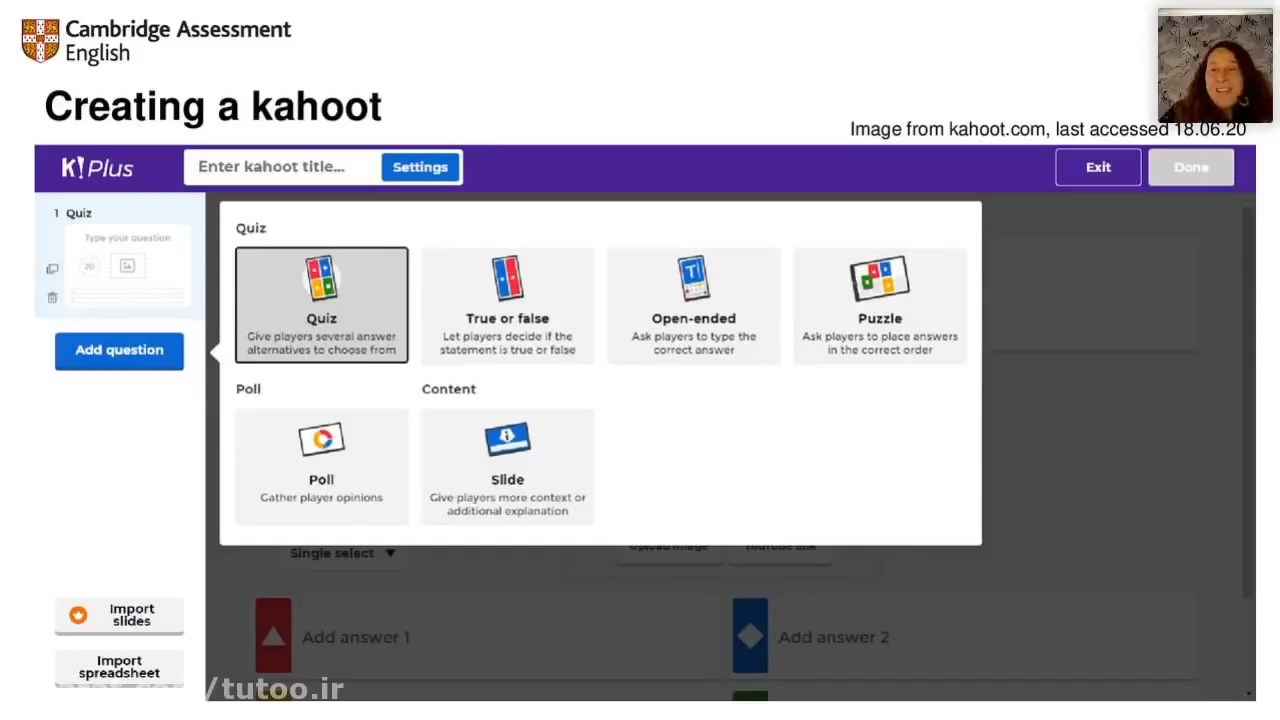 Cambridge Assessment
English
Creating a kahoot
Image from kahoot.com, last accessed 18.06.20
K! Plus
Enter kahoot title...
Settings
Exit
Done
1 Quiz
Type your question
20
Add question
Quiz
Quiz
Give players several answer
alternatives to choose from
True or false
Let players decide if the
statement is true or false
Open-ended
Ask players to type the
correct answer
Puzzle
Ask players to place answers
in the correct order
Poll
Content
Poll
Gather player opinions
Slide
Give players more context or
additional explanation
Single select
Upload image
YouTube link
Import
slides
Add answer 1
Add answer 2
Import
spreadsheet
/tutoo.ir